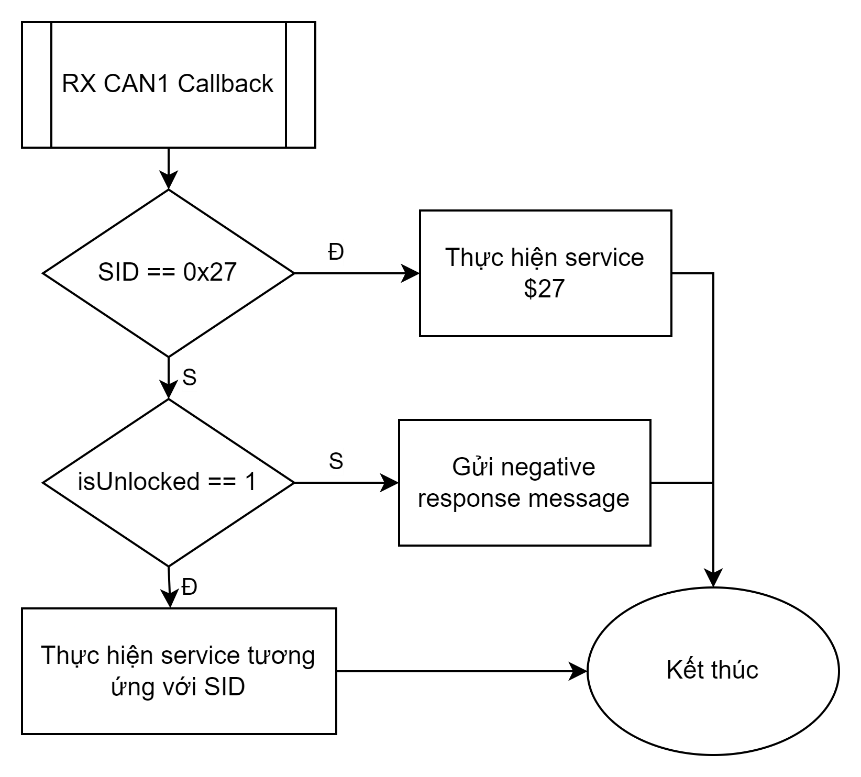 RX CAN1 Callback
SID == 0x27
Đ
Thực hiện service
$27
S
isUnlocked == 1
S
Gửi negative
response message
Đ
Thực hiện service tương
ứng với SID
Kết thúc